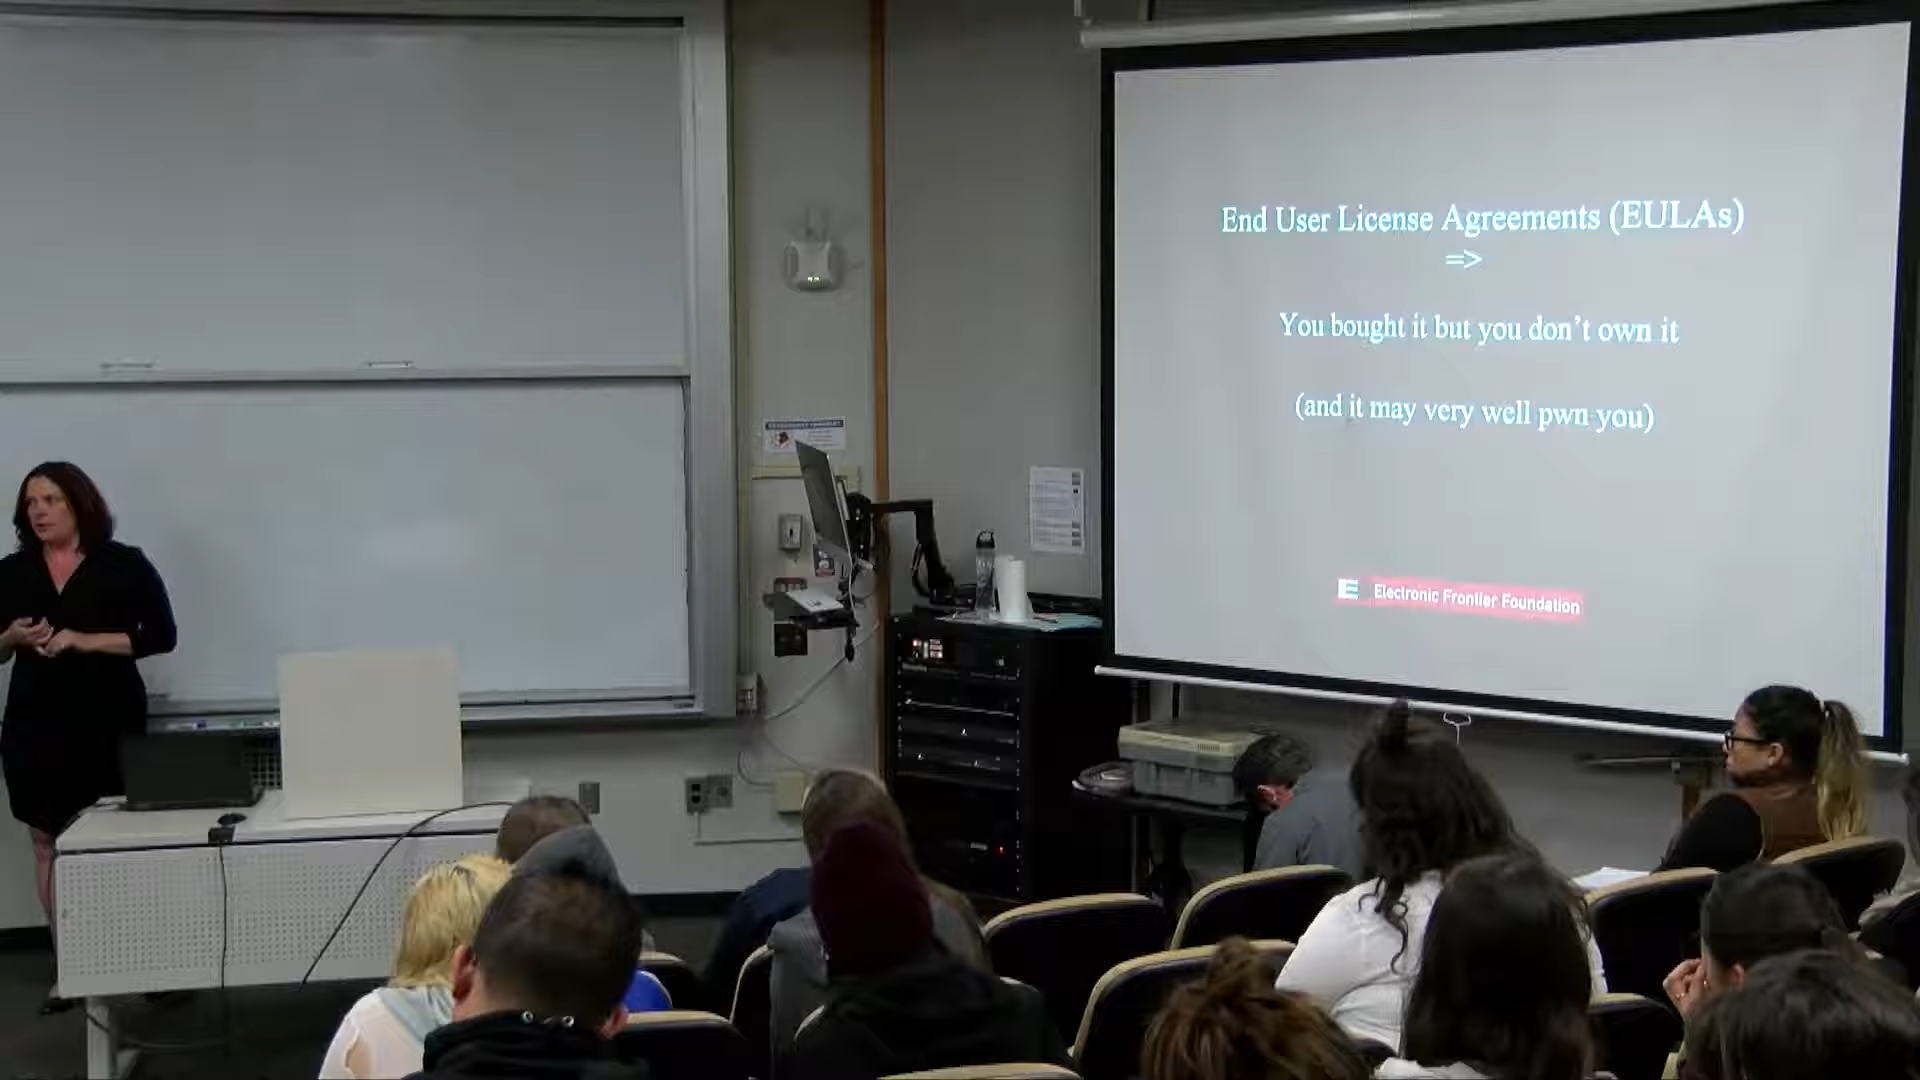 End User License Agreements (EULAs)
=>
You bought it but you don't own it
(and it may very well pwn you)
Electronic Frontier Foundation